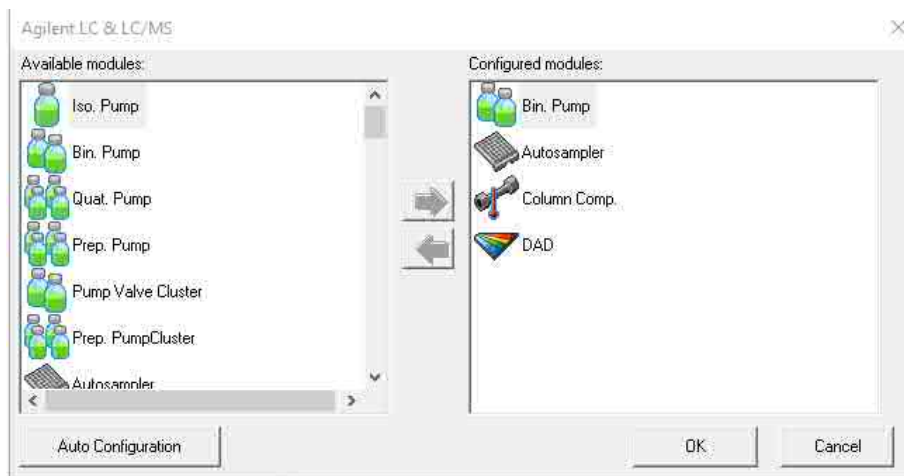 Agilent LC & LC/MS
Available modules:
Iso. Pump
Bin. Pump
Quat. Pump
Prep. Pump
Pump Valve Cluster
Prep. PumpCluster
Autosampler
Configured modules:
Bin. Pump
Autosampler
Column Comp.
DAD
Auto Configuration
OK
Cancel